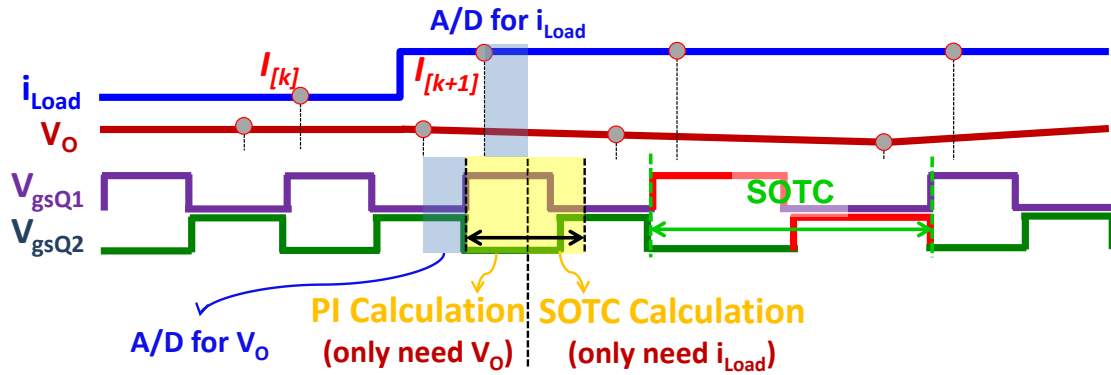 A/D for iLoad
I[k]
I[k+1]
iLoad
VO
VgsQ1
SOTC
VgsQ2
PI Calculation
SOTC Calculation
A/D for VO
(only need VO)
(only need iLoad)